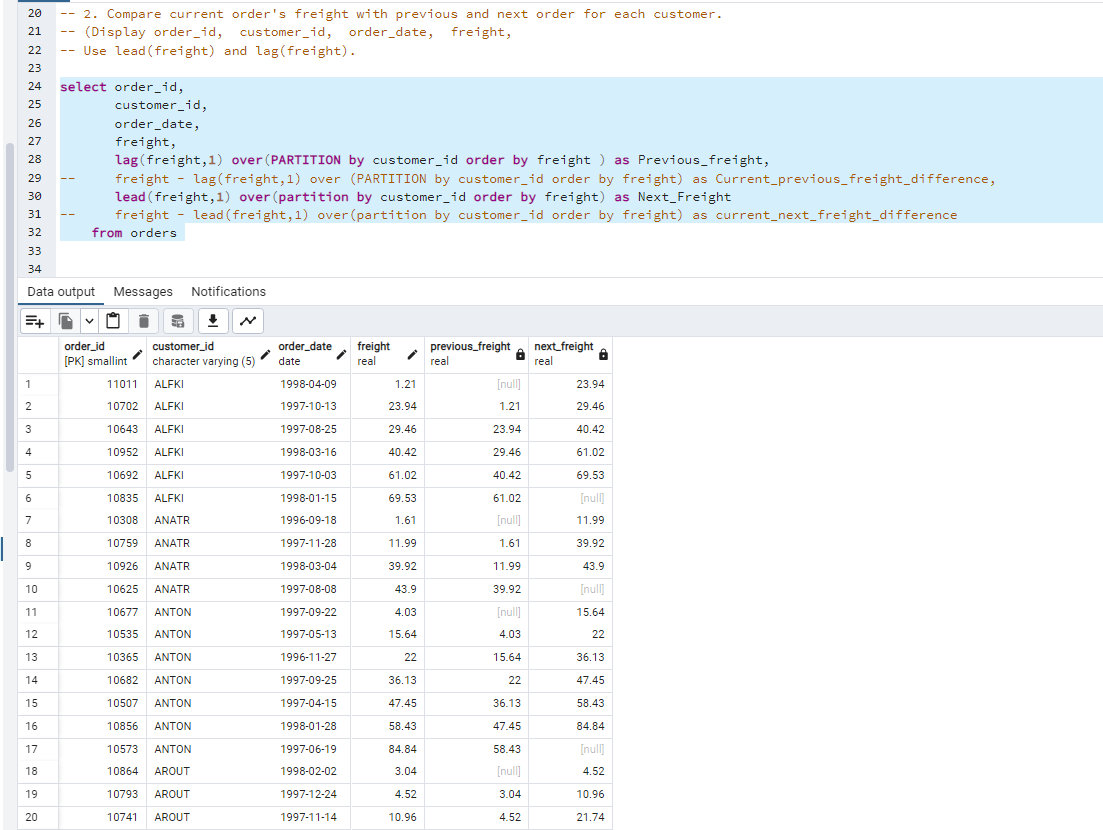 20 -- 2. Compare current order's freight with previous and next order for each customer.
21 -- (Display order_id,  customer_id,  order_date,  freight,
22 -- Use lead(freight) and lag(freight).
23
24 select order_id,
25 customer_id,
26 order_date,
27 freight,
28 lag(freight,1) over(PARTITION by customer_id order by freight ) as Previous_freight,
29 -- freight - lag(freight,1) over (PARTITION by customer_id order by freight) as Current_previous_freight_difference,
30 lead(freight,1) over(partition by customer_id order by freight) as Next_Freight
31 -- freight - lead(freight,1) over(partition by customer_id order by freight) as current_next_freight_difference
32 from orders
33
34
Data output Messages Notifications
order_id customer_id order_date freight previous_freight next_freight
[PK] smallint character varying (5) date real real real
1 11011 ALFKI 1998-04-09 1.21 [null] 23.94
2 10702 ALFKI 1997-10-13 23.94 1.21 29.46
3 10643 ALFKI 1997-08-25 29.46 23.94 40.42
4 10952 ALFKI 1998-03-16 40.42 29.46 61.02
5 10692 ALFKI 1997-10-03 61.02 40.42 69.53
6 10835 ALFKI 1998-01-15 69.53 61.02 [null]
7 10308 ANATR 1996-09-18 1.61 [null] 11.99
8 10759 ANATR 1997-11-28 11.99 1.61 39.92
9 10926 ANATR 1998-03-04 39.92 11.99 43.9
10 10625 ANATR 1997-08-08 43.9 39.92 [null]
11 10677 ANTON 1997-09-22 4.03 [null] 15.64
12 10535 ANTON 1997-05-13 15.64 4.03 22
13 10365 ANTON 1996-11-27 22 15.64 36.13
14 10682 ANTON 1997-09-25 36.13 22 47.45
15 10507 ANTON 1997-04-15 47.45 36.13 58.43
16 10856 ANTON 1998-01-28 58.43 47.45 84.84
17 10573 ANTON 1997-06-19 84.84 58.43 [null]
18 10864 AROUT 1998-02-02 3.04 [null] 4.52
19 10793 AROUT 1997-12-24 4.52 3.04 10.96
20 10741 AROUT 1997-11-14 10.96 4.52 21.74